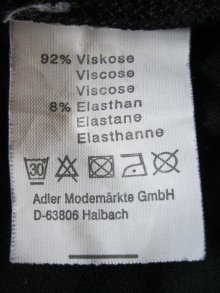 92% Viskose
Viscose
Viscose
8% Elasthan
Elastane
Elasthanne
30
Adler Modemärkte GmbH
D-63806 Haibach